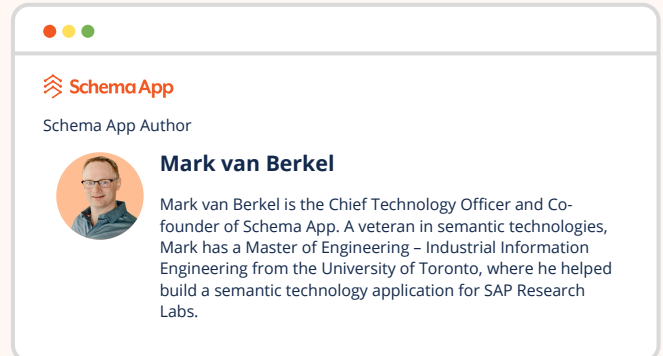 Schema App
Schema App Author
Mark van Berkel
Mark van Berkel is the Chief Technology Officer and Co-
founder of Schema App. A veteran in semantic technologies,
Mark has a Master of Engineering – Industrial Information
Engineering from the University of Toronto, where he helped
build a semantic technology application for SAP Research
Labs.